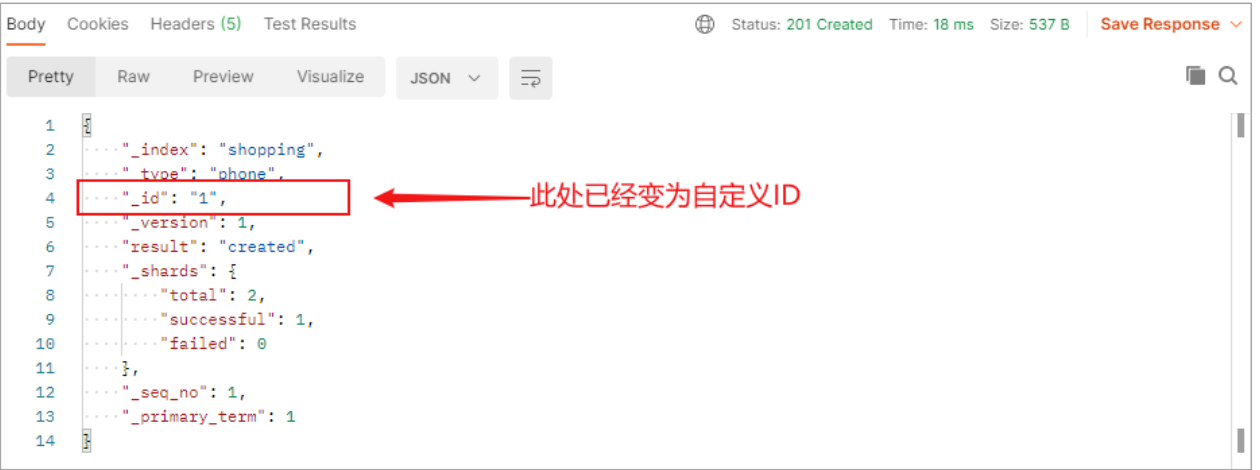 Body Cookies Headers (5) Test Results Status: 201 Created Time: 18 ms Size: 537 B Save Response
Pretty Raw Preview Visualize JSON
1 {
2 "_index": "shopping",
3 "_type": "phone",
4 "_id": "1", 此处已经变为自定义ID
5 "_version": 1,
6 "result": "created",
7 "_shards": {
8 "total": 2,
9 "successful": 1,
10 "failed": 0
11 },
12 "_seq_no": 1,
13 "_primary_term": 1
14 }